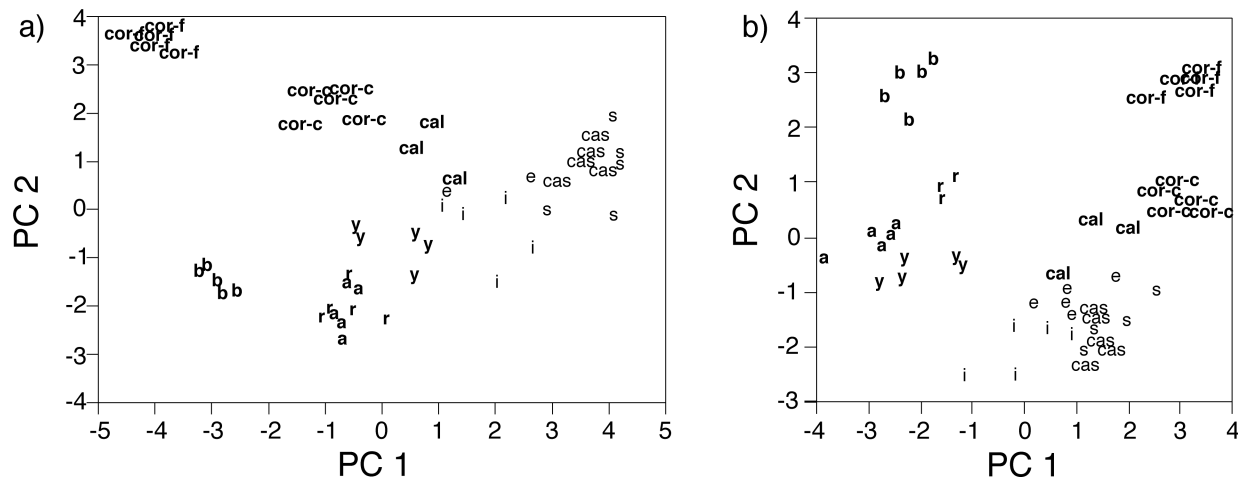 a)
4
3
2
1
0
-1
-2
-3
-4
PC 2
-5 -4 -3 -2 -1 0 1 2 3 4 5
PC 1
cor-f
cor-f cor-f
cor-f cor-f
cor-c cor-c
cor-c
cor-c cor-c cal
cal
cal
s
cas
cas s
cas s
cas
cas
e
e
i
i i s s
i
i
y
y y
y
y
b
b
b
b b
r
a a
r r
r a r
a
a
b)
4
3
2
1
0
-1
-2
-3
PC 2
-4 -3 -2 -1 0 1 2 3 4
PC 1
b
b b
b
b
cor-f
cor-f cor-f
cor-f cor-f
r r
r
cor-c
cor-c
cor-c
cor-c cor-c
cal
cal
cal
a
a a
a
a
y y
y
y y
e
e
e e
e
s
s
s
s
cas
cas
cas
cas
cas
i i i
i i